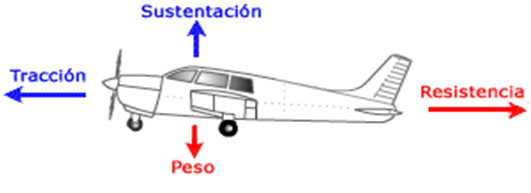 Sustentación
Tracción
Resistencia
Peso